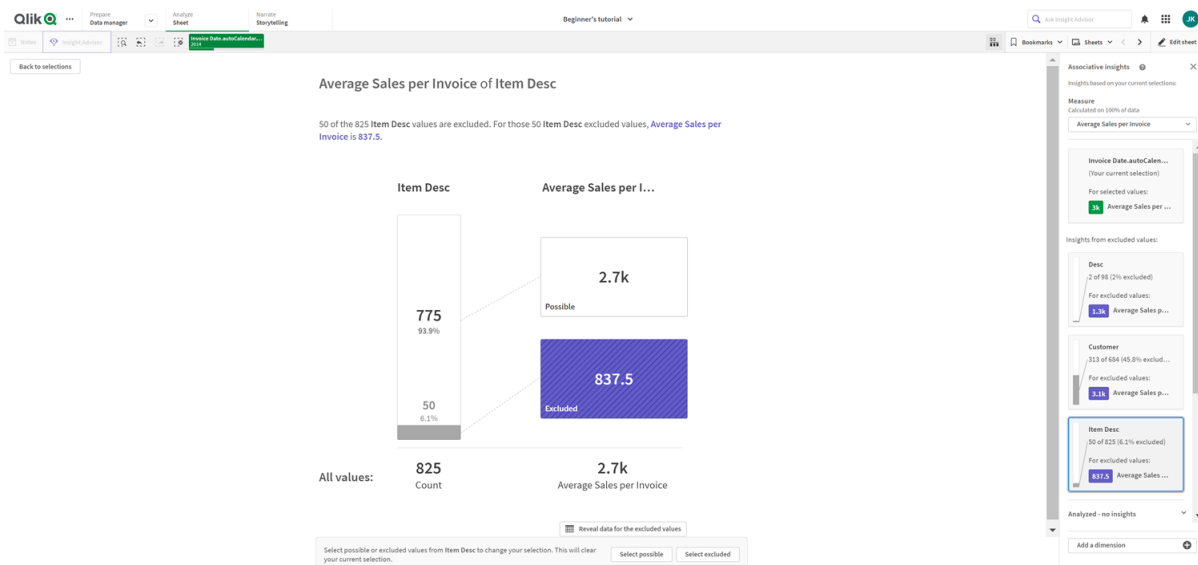 Qlik
Prepare
Data manager
Analyze
Sheet
Narrate
Storytelling
Beginner's tutorial
Ask Insight Advisor
JK
Notes
Insight Advisor
Invoice Date.autoCalendar....
2014
Bookmarks
Sheets
Edit sheet
Back to selections
Average Sales per Invoice of Item Desc
50 of the 825 Item Desc values are excluded. For those 50 Item Desc excluded values, Average Sales per
Invoice is 837.5.
Item Desc
Average Sales per I...
775
93.9%
50
6.1%
2.7k
Possible
837.5
Excluded
All values:
825
Count
2.7k
Average Sales per Invoice
Reveal data for the excluded values
Select possible or excluded values from Item Desc to change your selection. This will clear
your current selection.
Select possible
Select excluded
Associative insights
Insights based on your current selections:
Measure
Calculated on 100% of data
Average Sales per Invoice
Invoice Date.autoCalen...
(Your current selection)
For selected values:
3k Average Sales per ...
Insights from excluded values:
Desc
2 of 98 (2% excluded)
For excluded values:
1.3k Average Sales p...
Customer
313 of 684 (45.8% exclud...
For excluded values:
3.1k Average Sales p...
Item Desc
50 of 825 (6.1% excluded)
For excluded values:
837.5 Average Sales ...
Analyzed - no insights
Add a dimension